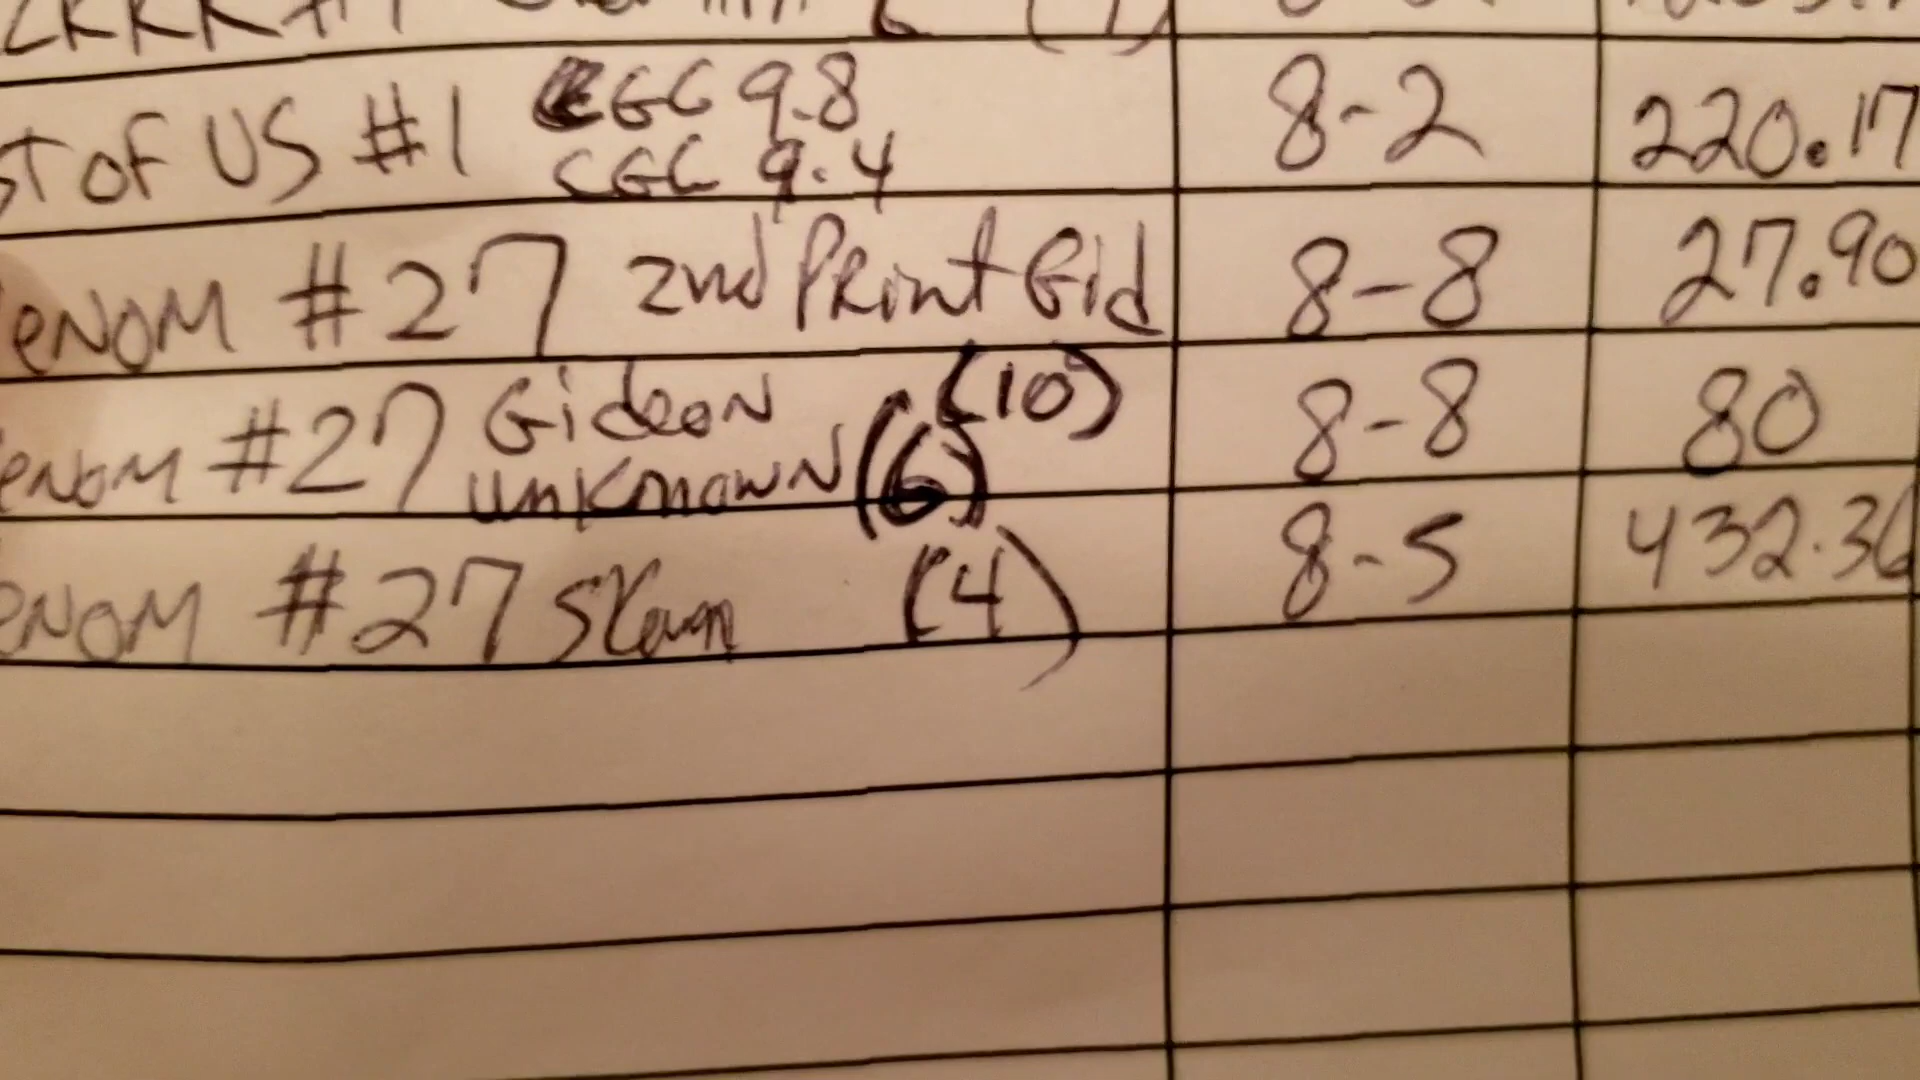 ST OF US #1 CGC 9.8 8-2 220.17
CGC 9.4
ENOM #27 2nd Print Gid 8-8 27.90
ENOM #27 Gideon (10) 8-8 80
unknown (6)
ENOM #27 (4) 8-5 432.36